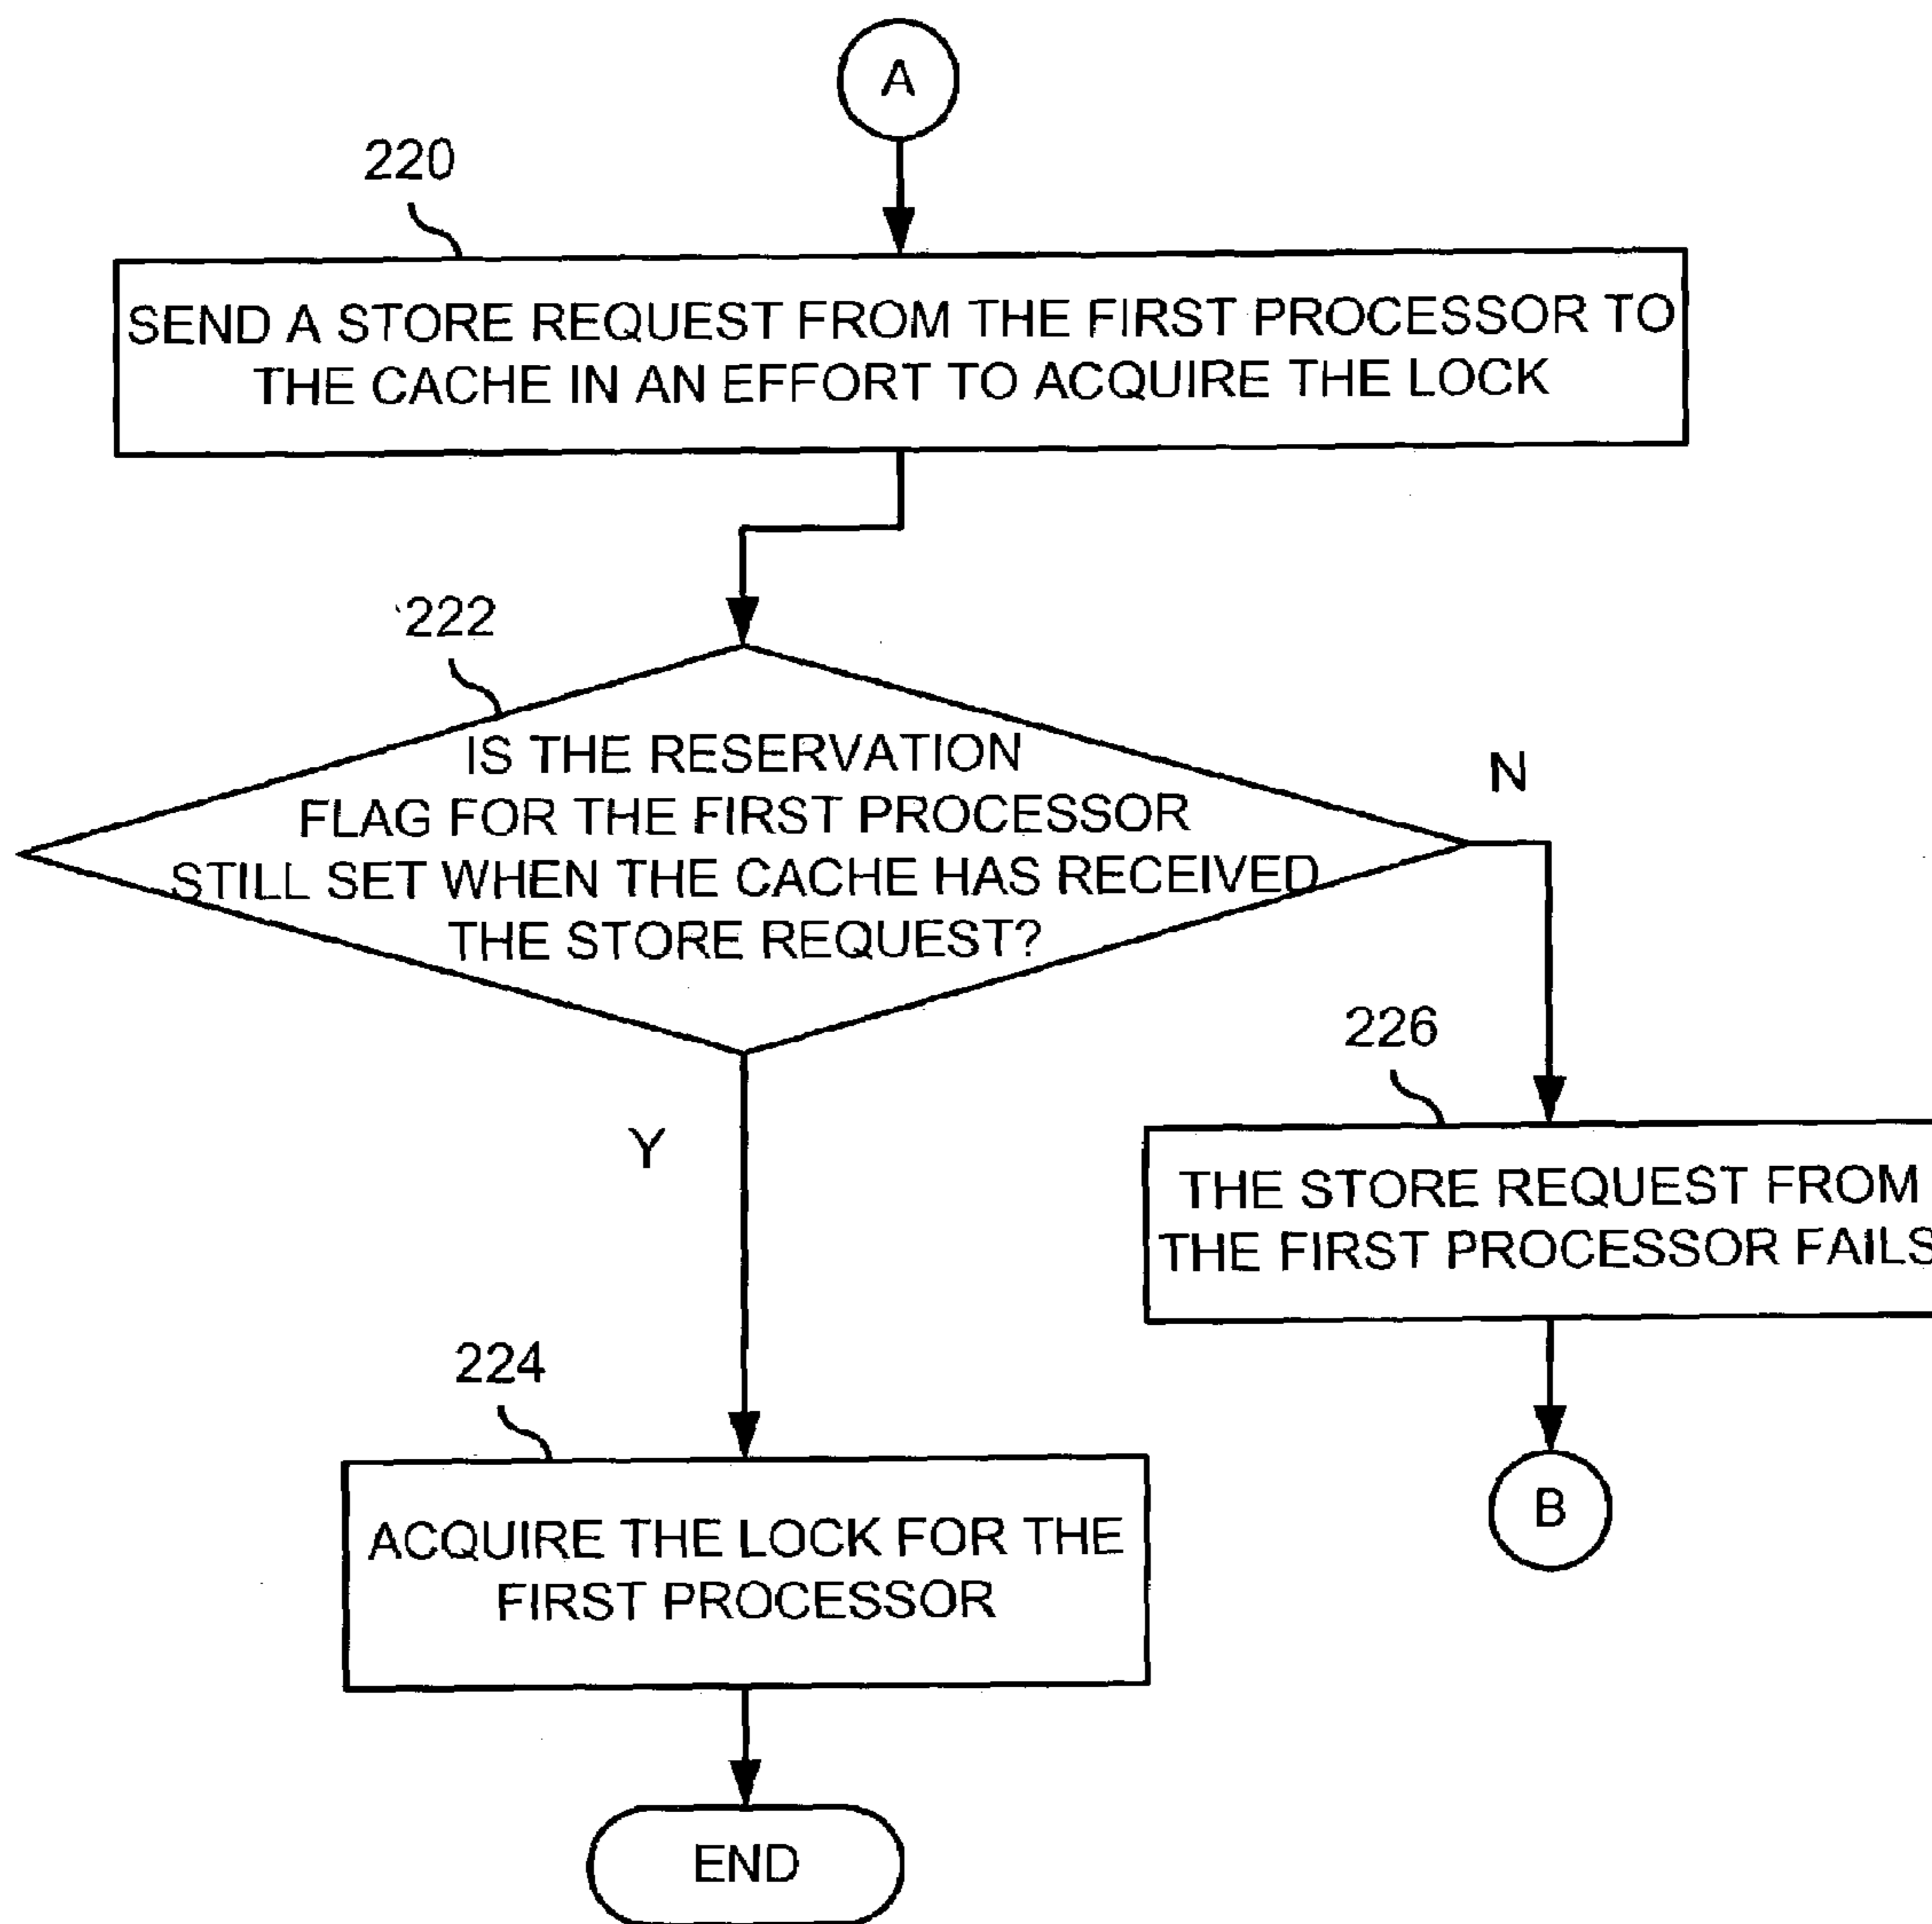 A
220
SEND A STORE REQUEST FROM THE FIRST PROCESSOR TO
THE CACHE IN AN EFFORT TO ACQUIRE THE LOCK
222
IS THE RESERVATION
FLAG FOR THE FIRST PROCESSOR
STILL SET WHEN THE CACHE HAS RECEIVED
THE STORE REQUEST?
N
Y
226
THE STORE REQUEST FROM
THE FIRST PROCESSOR FAILS
B
224
ACQUIRE THE LOCK FOR THE
FIRST PROCESSOR
END